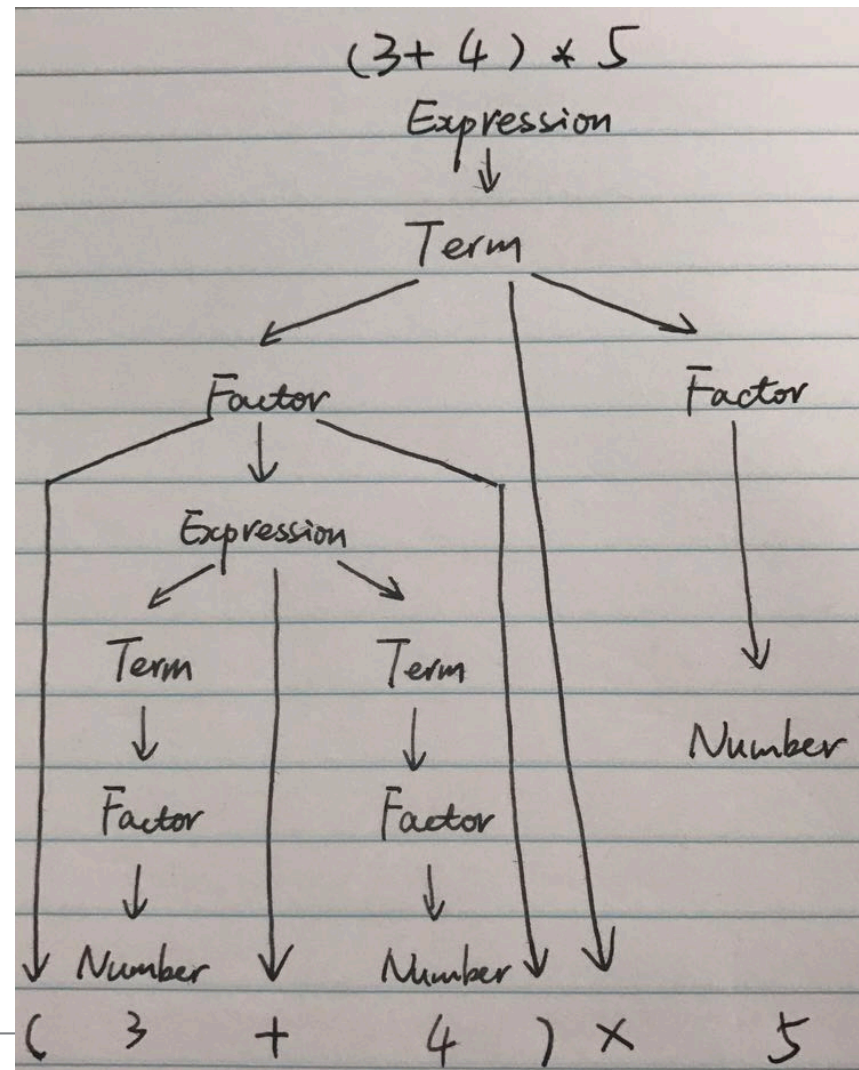 (3+ 4) * 5
Expression
Term
Factor Factor
Expression
Term Term
Number
Factor Factor
Number Number
( 3 + 4 ) × 5